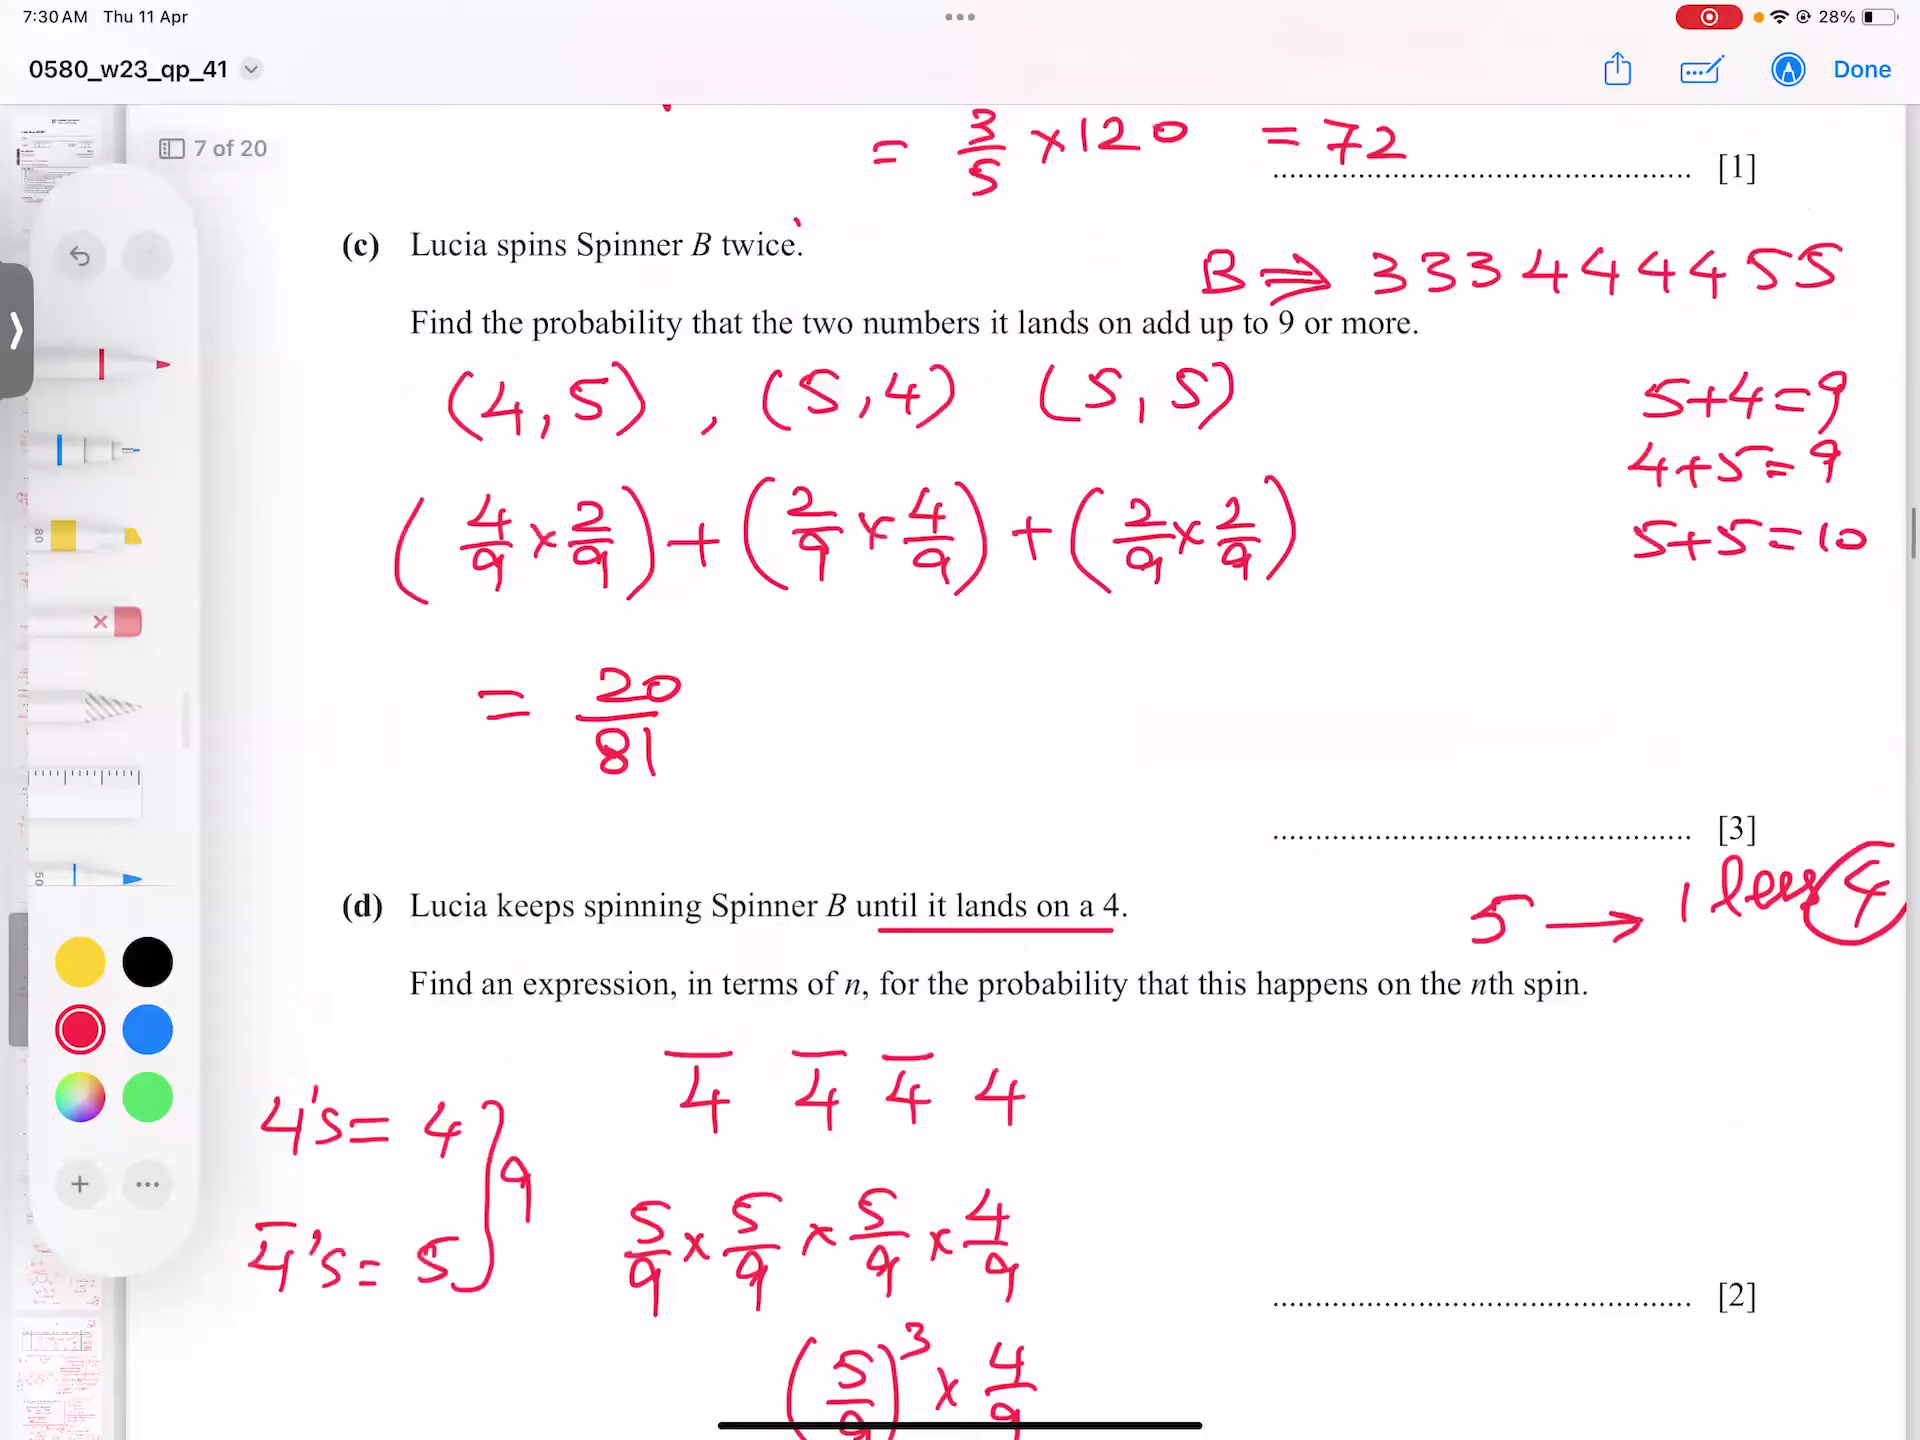 7:30 AM Thu 11 Apr
28%
0580_w23_qp_41
Done
7 of 20
= 3/5 × 120 = 72
[1]
(c) Lucia spins Spinner B twice.
B ⇒ 3 3 3 4 4 4 4 5 5
Find the probability that the two numbers it lands on add up to 9 or more.
(4, 5) , (5, 4) (5, 5)
5+4=9
4+5=9
5+5=10
(4/9 × 2/9) + (2/9 × 4/9) + (2/9 × 2/9)
= 20/81
[3]
(d) Lucia keeps spinning Spinner B until it lands on a 4.
5 → 1 less 4
Find an expression, in terms of n, for the probability that this happens on the nth spin.
4̅ 4̅ 4̅ 4
4's = 4
4̅'s = 5
9
5/9 × 5/9 × 5/9 × 4/9
[2]
(5/9)³ × 4/9
80
50